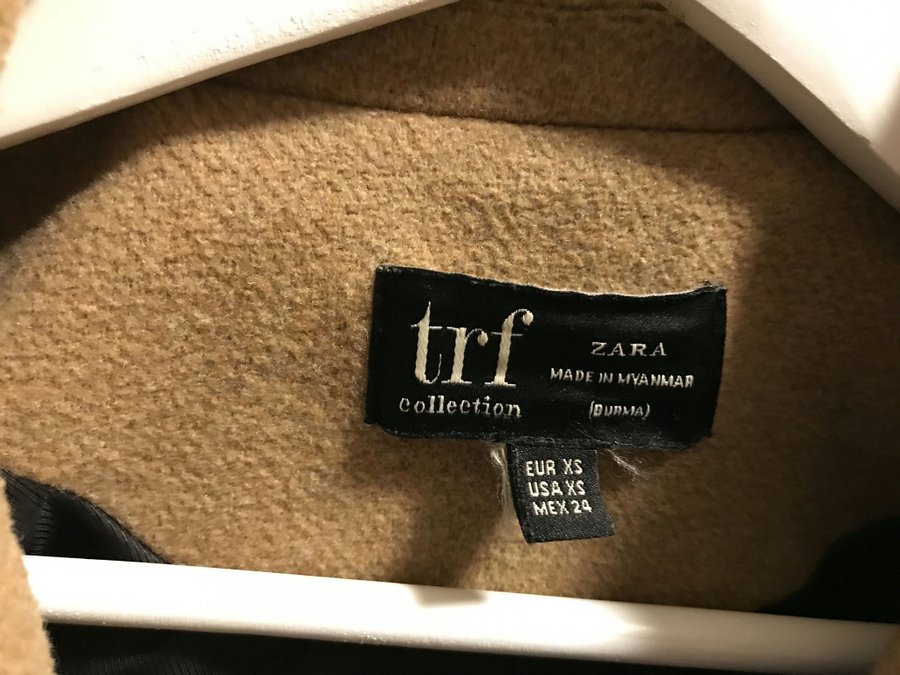 trf
collection
ZARA
MADE IN MYANMAR
(BURMA)
EUR XS
USA XS
MEX 24